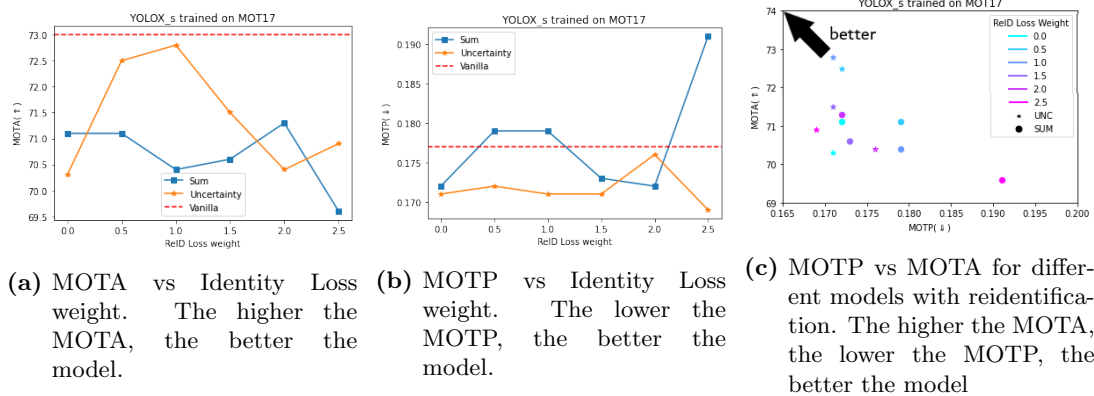 YOLOX_s trained on MOT17
73.0
72.5
72.0
71.5
71.0
70.5
70.0
69.5
MOTA(⇑)
Sum
Uncertainty
Vanilla
0.0 0.5 1.0 1.5 2.0 2.5
ReID Loss weight
(a) MOTA vs Identity Loss
weight. The higher the
MOTA, the better the
model.
YOLOX_s trained on MOT17
0.190
0.185
0.180
0.175
0.170
MOTP(⇓)
Sum
Uncertainty
Vanilla
0.0 0.5 1.0 1.5 2.0 2.5
ReID Loss weight
(b) MOTP vs Identity Loss
weight. The lower the
MOTP, the better the
model.
YOLOX_s trained on MOT17
74
73
72
71
70
69
MOTA(⇑)
better
ReID Loss Weight
0.0
0.5
1.0
1.5
2.0
2.5
UNC
SUM
0.165 0.170 0.175 0.180 0.185 0.190 0.195 0.200
MOTP(⇓)
(c) MOTP vs MOTA for differ-
ent models with reidentifica-
tion. The higher the MOTA,
the lower the MOTP, the
better the model